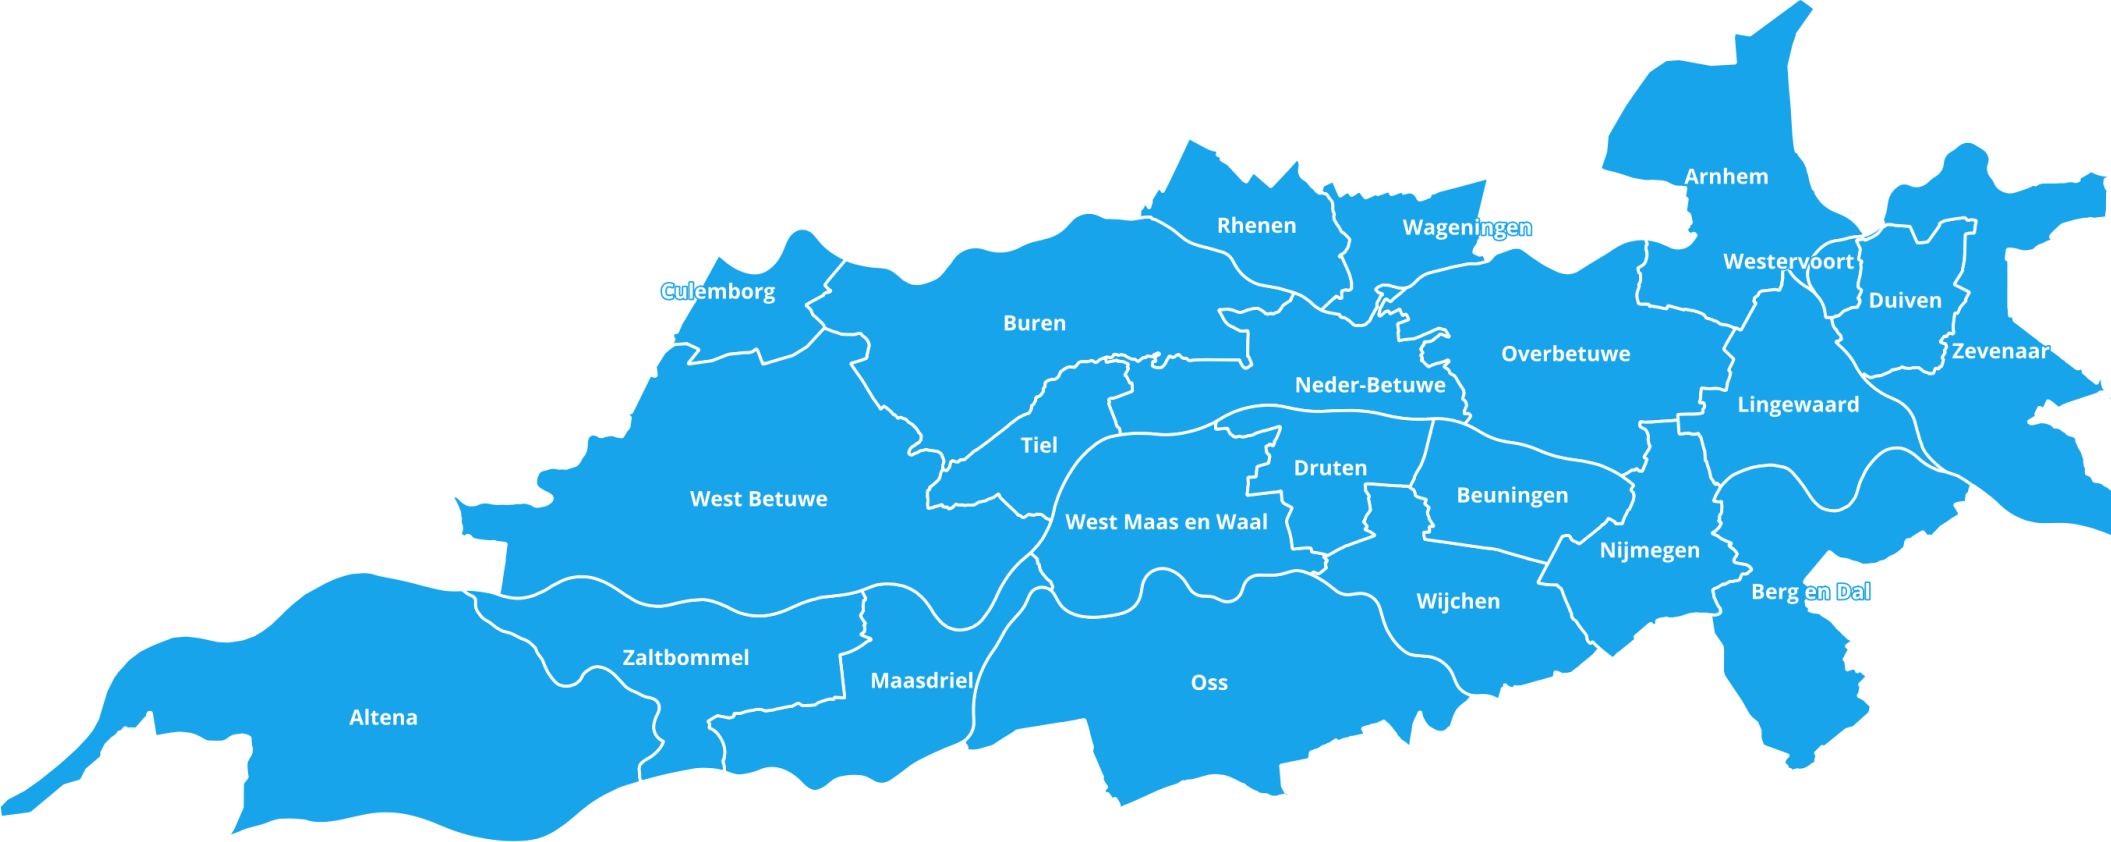 Arnhem
Rhenen
Wageningen
Westervoort
Culemborg
Duiven
Buren
Zevenaar
Overbetuwe
Neder-Betuwe
Lingewaard
Tiel
Druten
Beuningen
West Betuwe
West Maas en Waal
Nijmegen
Berg en Dal
Wijchen
Zaltbommel
Maasdriel
Oss
Altena